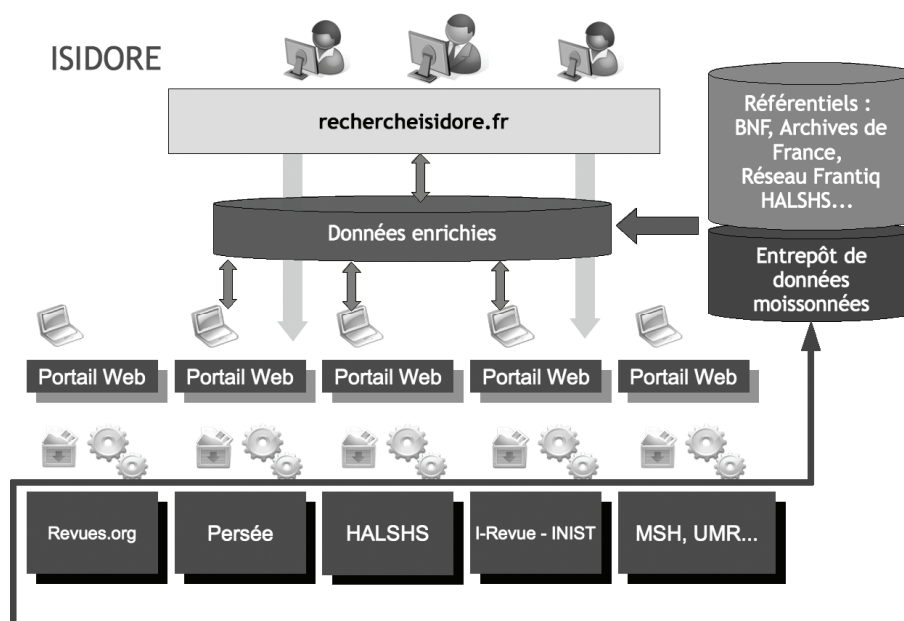 ISIDORE
rechercheisidore.fr
Référentiels :
BNF, Archives de
France,
Réseau Frantiq
HALSHS...
Données enrichies
Entrepôt de
données
moissonnées
Portail Web
Portail Web
Portail Web
Portail Web
Portail Web
Revues.org
Persée
HALSHS
I-Revue - INIST
MSH, UMR...